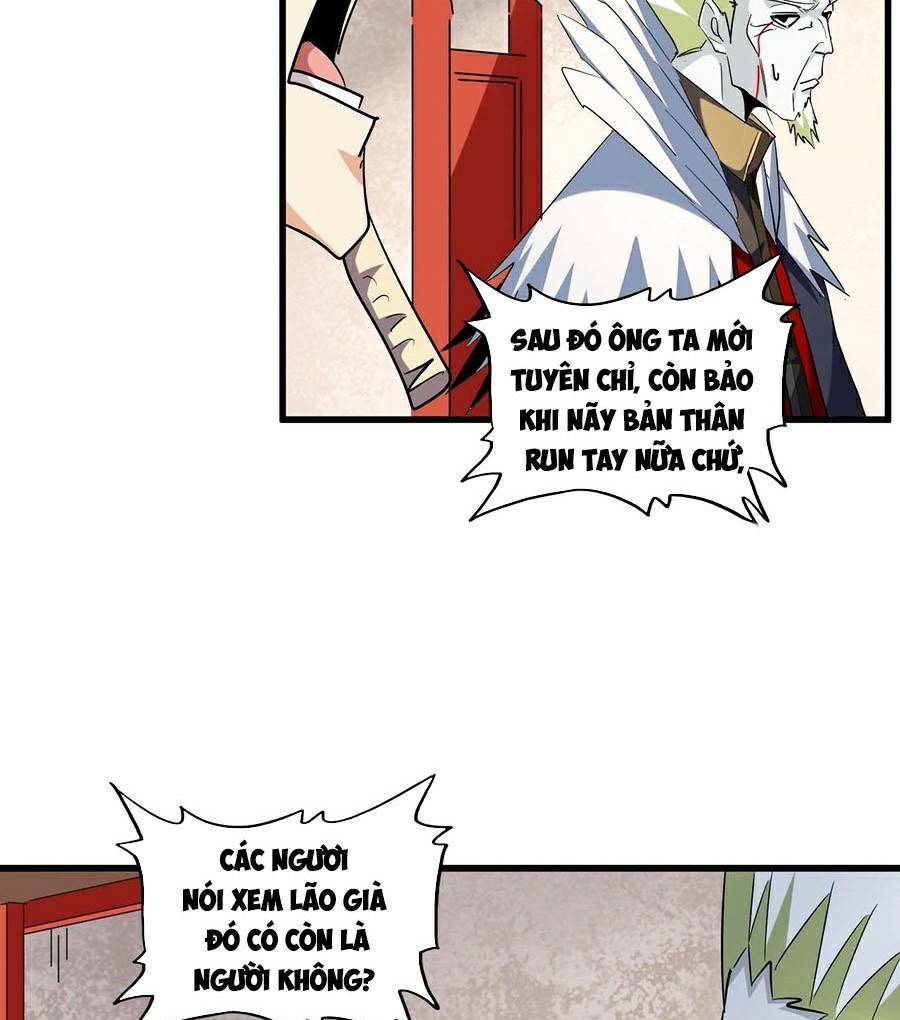 SAU ĐÓ ÔNG TA MỚI
TUYÊN CHỈ, CÒN BẢO
KHI NÃY BẢN THÂN
RUN TAY NỮA CHỨ,
CÁC NGƯƠI
NÓI XEM LÃO GIÀ
ĐÓ CÓ CÒN LÀ
NGƯỜI KHÔNG?